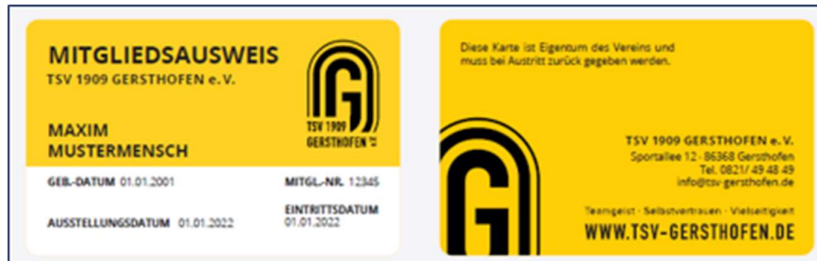 MITGLIEDSAUSWEIS
TSV 1909 GERSTHOFEN e. V.
TSV 1909
GERSTHOFEN
MAXIM
MUSTERMENSCH
GEB.-DATUM 01.01.2001
MITGL.-NR. 12345
AUSSTELLUNGSDATUM 01.01.2022
EINTRITTSDATUM
01.01.2022
Diese Karte ist Eigentum des Vereins und
muss bei Austritt zurück gegeben werden.
TSV 1909 GERSTHOFEN e. V.
Sportallee 12 - 86368 Gersthofen
Tel. 0821/ 49 48 49
info@tsv-gersthofen.de
Teamgeist · Selbstvertrauen · Vielseitigkeit
WWW.TSV-GERSTHOFEN.DE